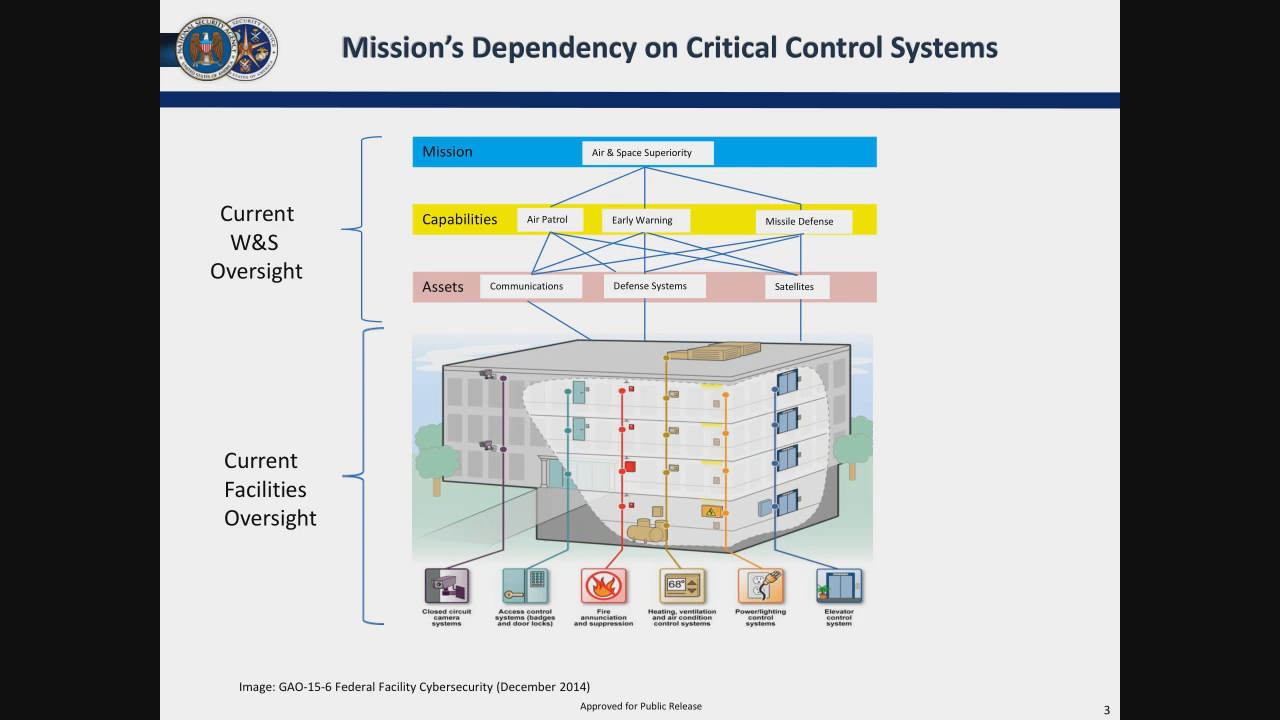 Mission's Dependency on Critical Control Systems
Current
W&S
Oversight
Mission
Air & Space Superiority
Capabilities
Air Patrol
Early Warning
Missile Defense
Assets
Communications
Defense Systems
Satellites
Current
Facilities
Oversight
68°
Closed circuit
camera
systems
Access control
systems (badges
and door locks)
Fire
annunciation
and suppression
Heating, ventilation
and air condition
control systems
Power/lighting
control
systems
Elevator
control
system
Image: GAO-15-6 Federal Facility Cybersecurity (December 2014)
Approved for Public Release
3